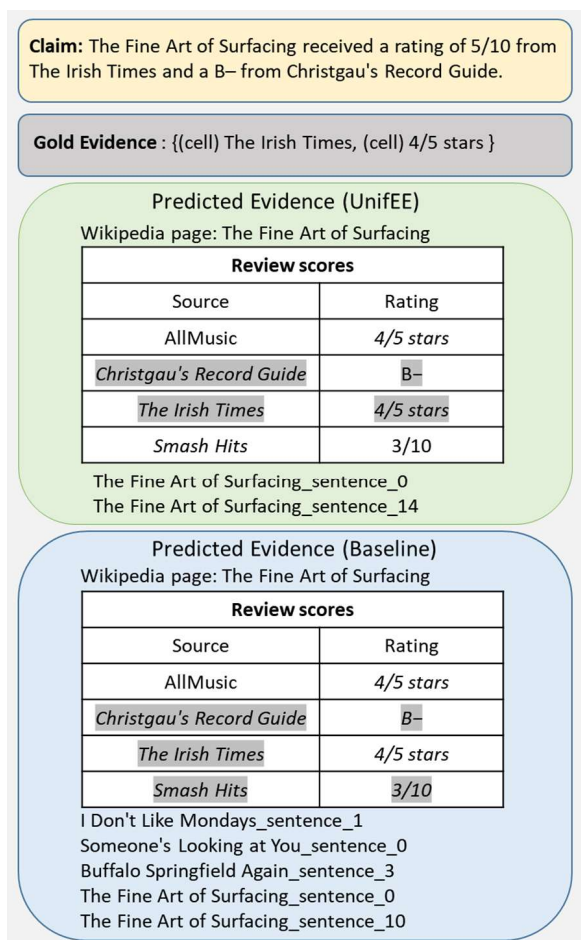 Claim: The Fine Art of Surfacing received a rating of 5/10 from
The Irish Times and a B– from Christgau's Record Guide.
Gold Evidence : {(cell) The Irish Times, (cell) 4/5 stars }
Predicted Evidence (UnifEE)
Wikipedia page: The Fine Art of Surfacing
Review scores
Source Rating
AllMusic 4/5 stars
Christgau's Record Guide B–
The Irish Times 4/5 stars
Smash Hits 3/10
The Fine Art of Surfacing_sentence_0
The Fine Art of Surfacing_sentence_14
Predicted Evidence (Baseline)
Wikipedia page: The Fine Art of Surfacing
Review scores
Source Rating
AllMusic 4/5 stars
Christgau's Record Guide B–
The Irish Times 4/5 stars
Smash Hits 3/10
I Don't Like Mondays_sentence_1
Someone's Looking at You_sentence_0
Buffalo Springfield Again_sentence_3
The Fine Art of Surfacing_sentence_0
The Fine Art of Surfacing_sentence_10